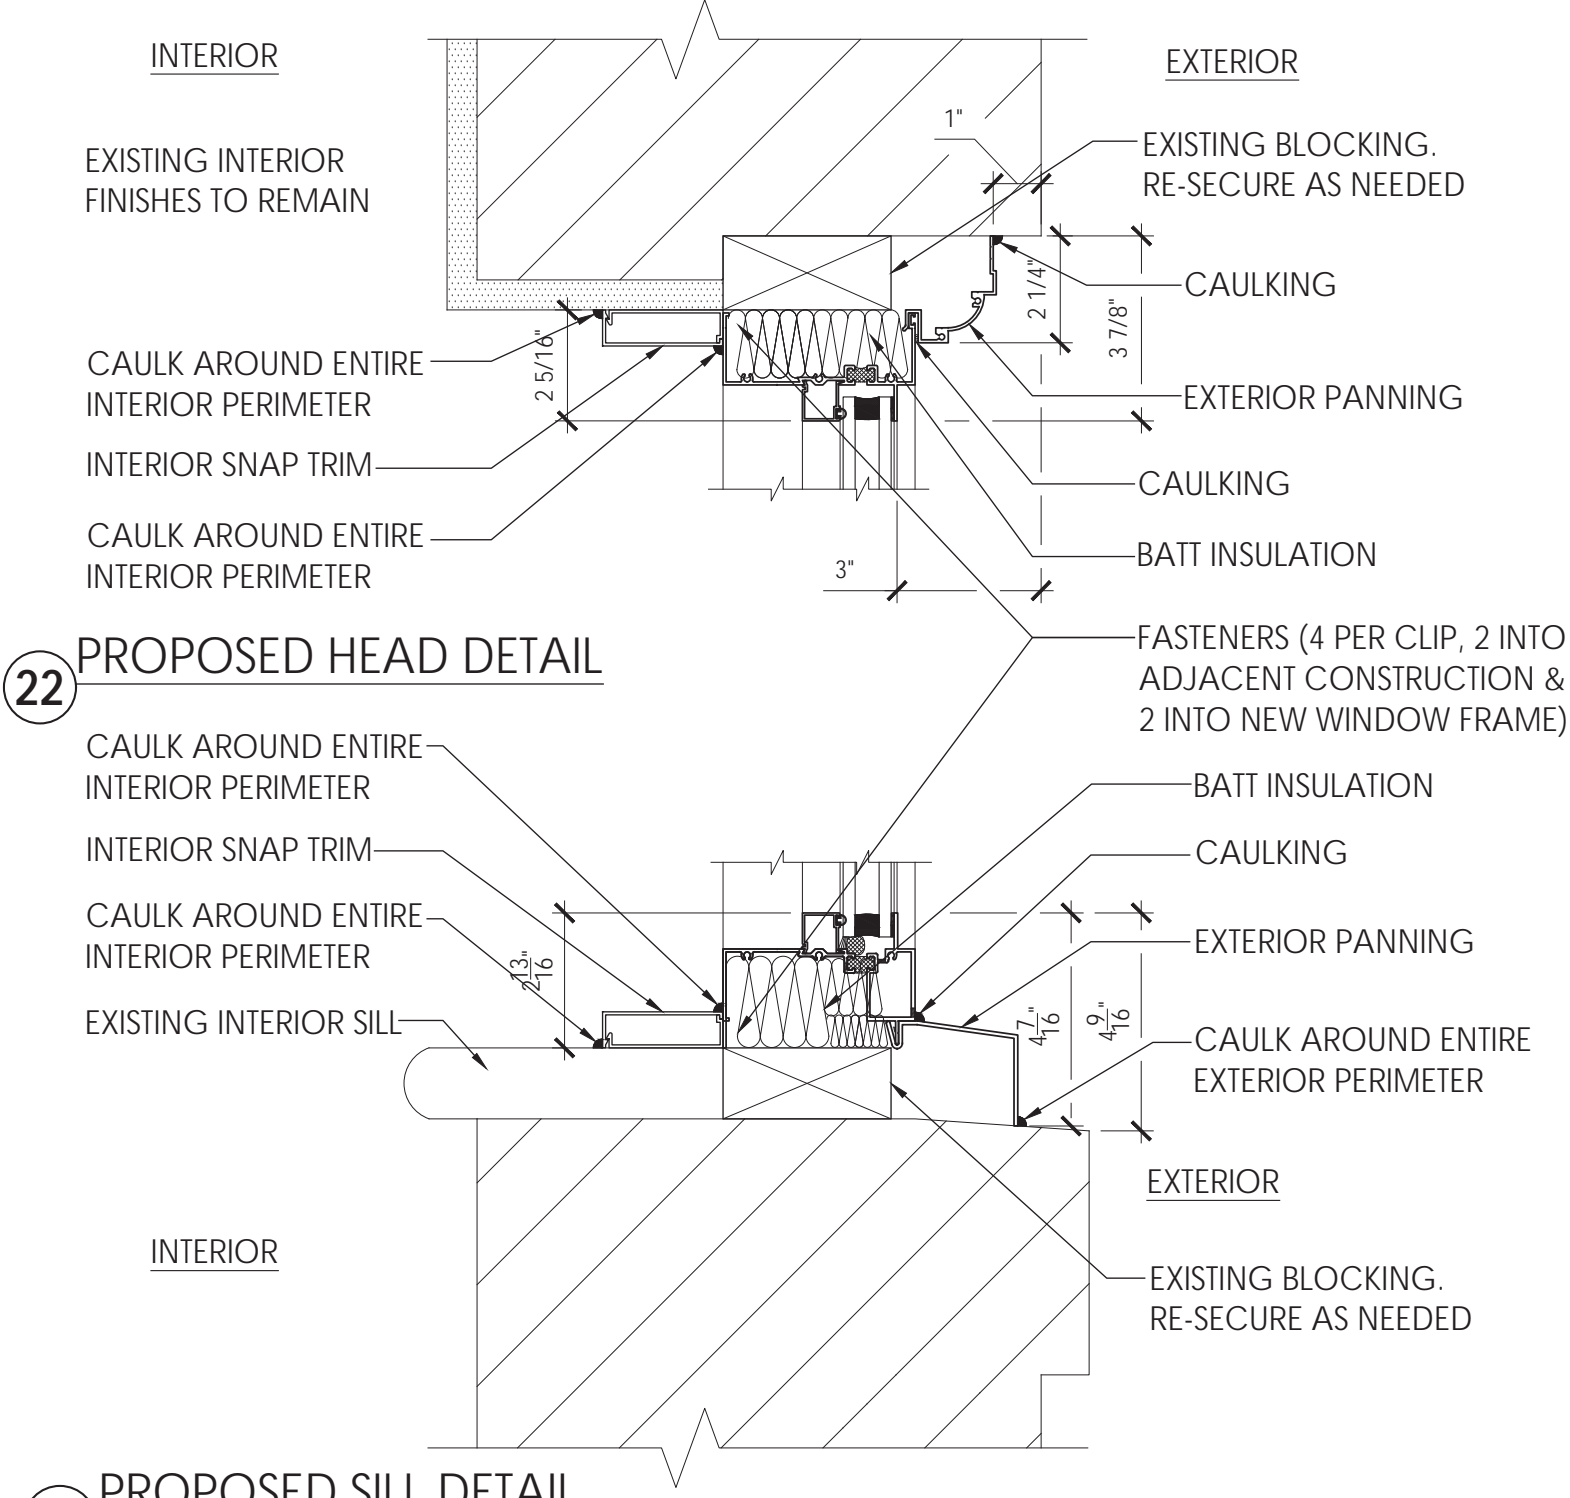 INTERIOR
EXTERIOR
1"
EXISTING INTERIOR
FINISHES TO REMAIN
EXISTING BLOCKING.
RE-SECURE AS NEEDED
CAULKING
2 1/4"
3 7/8"
2 5/16"
CAULK AROUND ENTIRE
INTERIOR PERIMETER
EXTERIOR PANNING
INTERIOR SNAP TRIM
CAULKING
CAULK AROUND ENTIRE
INTERIOR PERIMETER
BATT INSULATION
3"
FASTENERS (4 PER CLIP, 2 INTO
ADJACENT CONSTRUCTION &
2 INTO NEW WINDOW FRAME)
22
PROPOSED HEAD DETAIL
CAULK AROUND ENTIRE
INTERIOR PERIMETER
BATT INSULATION
INTERIOR SNAP TRIM
CAULKING
CAULK AROUND ENTIRE
INTERIOR PERIMETER
EXTERIOR PANNING
2 13/16"
EXISTING INTERIOR SILL
4 7/16"
4 9/16"
CAULK AROUND ENTIRE
EXTERIOR PERIMETER
EXTERIOR
INTERIOR
EXISTING BLOCKING.
RE-SECURE AS NEEDED
PROPOSED SILL DETAIL